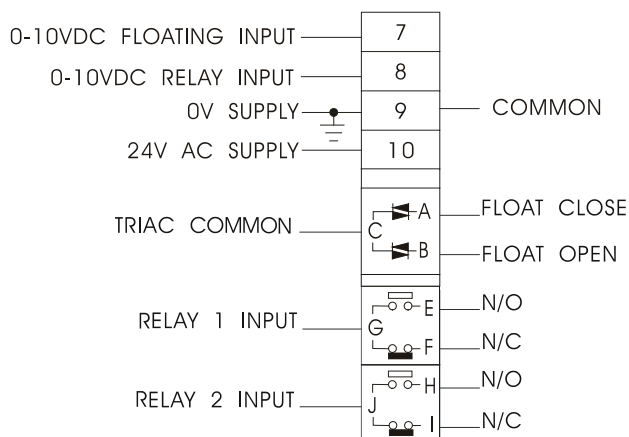 0-10VDC FLOATING INPUT 7
0-10VDC RELAY INPUT 8
0V SUPPLY 9 COMMON
24V AC SUPPLY 10
A FLOAT CLOSE
TRIAC COMMON C
B FLOAT OPEN
E N/O
RELAY 1 INPUT G
F N/C
H N/O
RELAY 2 INPUT J
I N/C